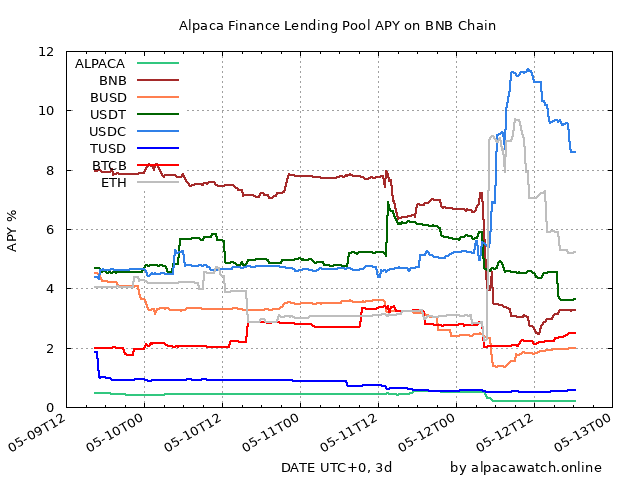 Alpaca Finance Lending Pool APY on BNB Chain
12
10
8
6
4
2
0
APY %
ALPACA
BNB
BUSD
USDT
USDC
TUSD
BTCB
ETH
05-09T12
05-10T00
05-10T12
05-11T00
05-11T12
05-12T00
05-12T12
05-13T00
DATE UTC+0, 3d
by alpacawatch.online